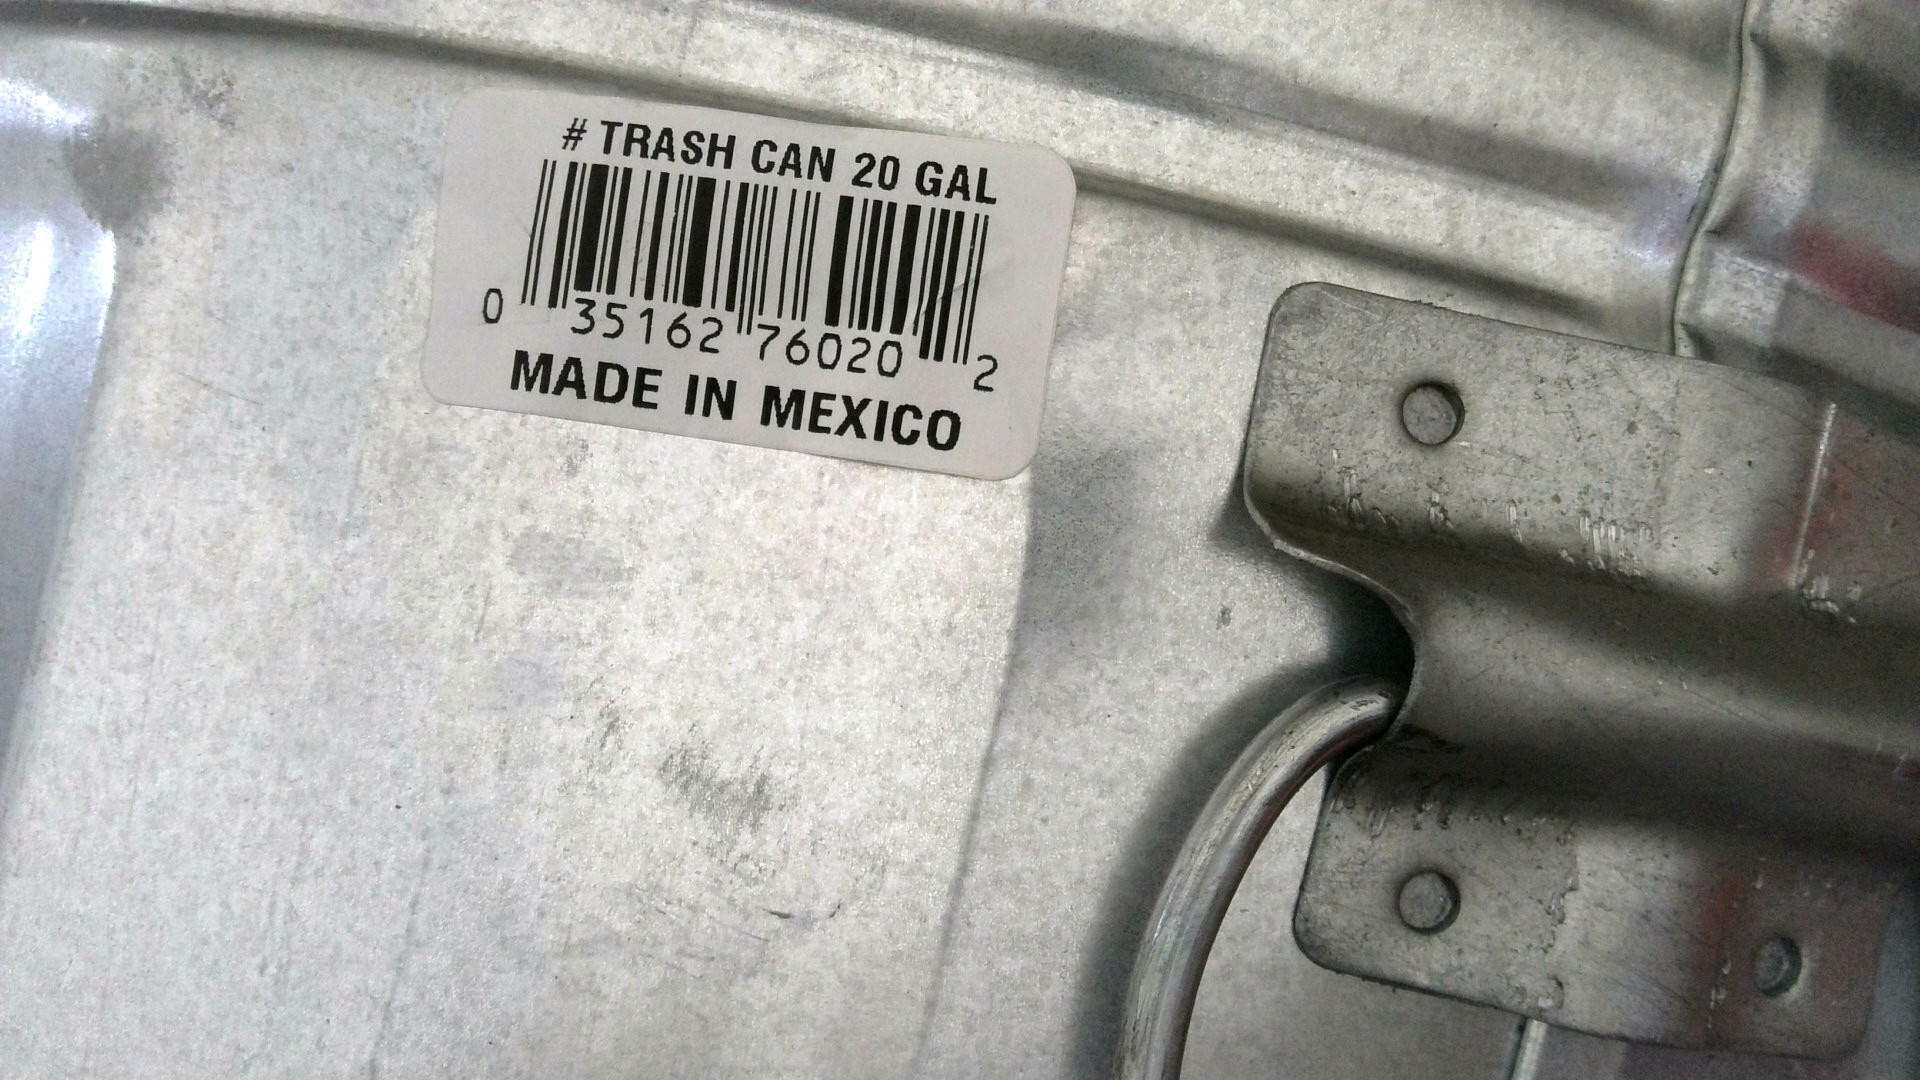 # TRASH CAN 20 GAL
0 35162 76020 2
MADE IN MEXICO